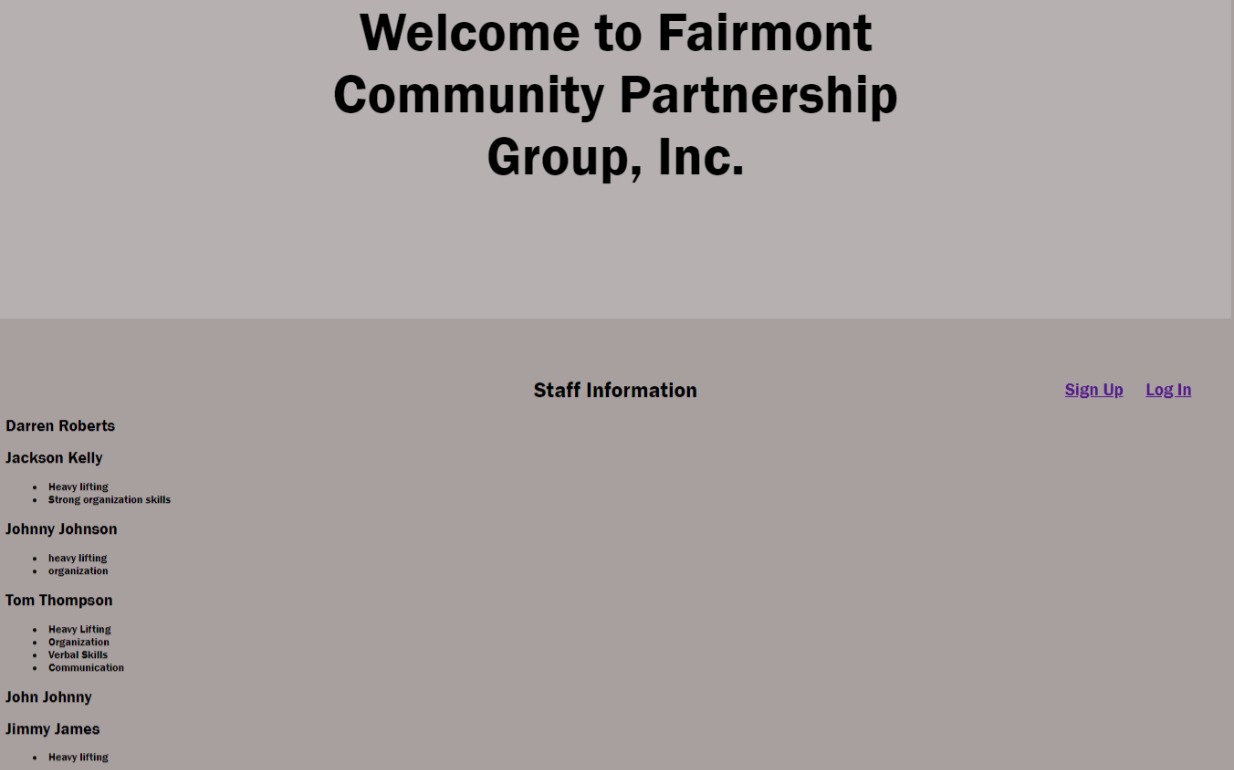 Welcome to Fairmont
Community Partnership
Group, Inc.
Staff Information
Sign Up
Log In
Darren Roberts
Jackson Kelly
Heavy lifting
Strong organization skills
Johnny Johnson
heavy lifting
organization
Tom Thompson
Heavy Lifting
Organization
Verbal Skills
Communication
John Johnny
Jimmy James
Heavy lifting